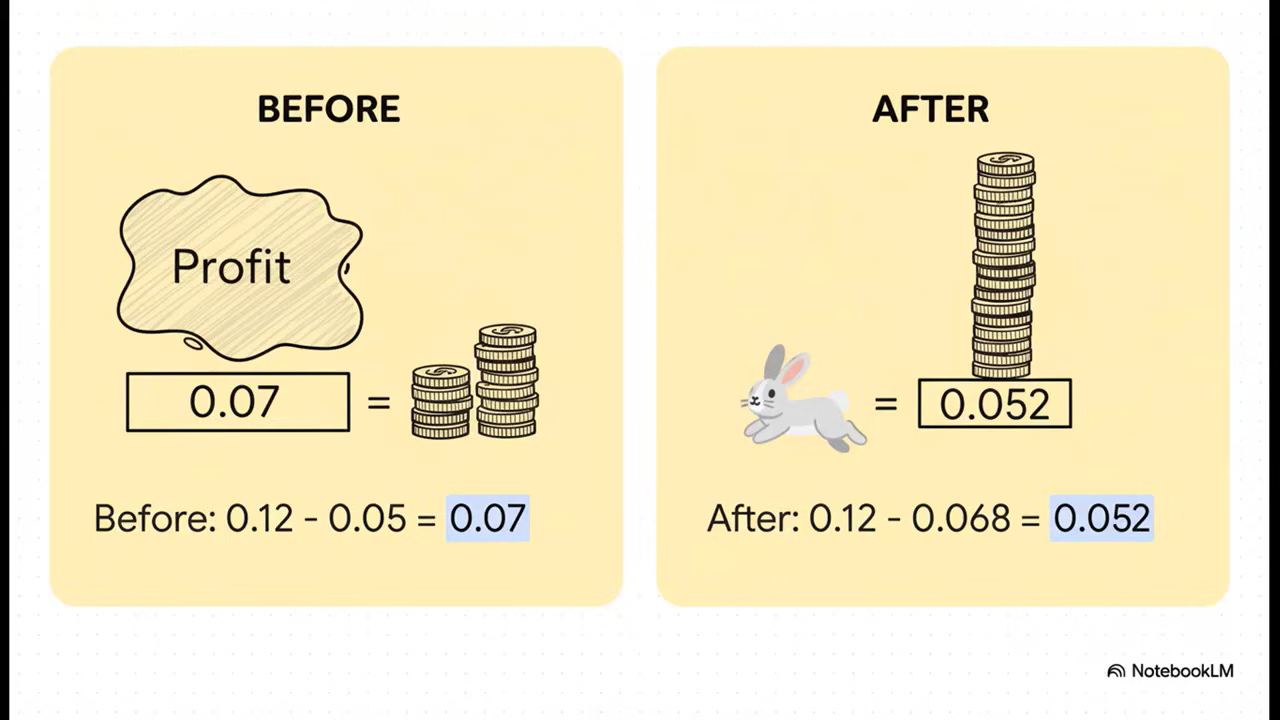 BEFORE
Profit
0.07 =
Before: 0.12 - 0.05 = 0.07
AFTER
= 0.052
After: 0.12 - 0.068 = 0.052
NotebookLM